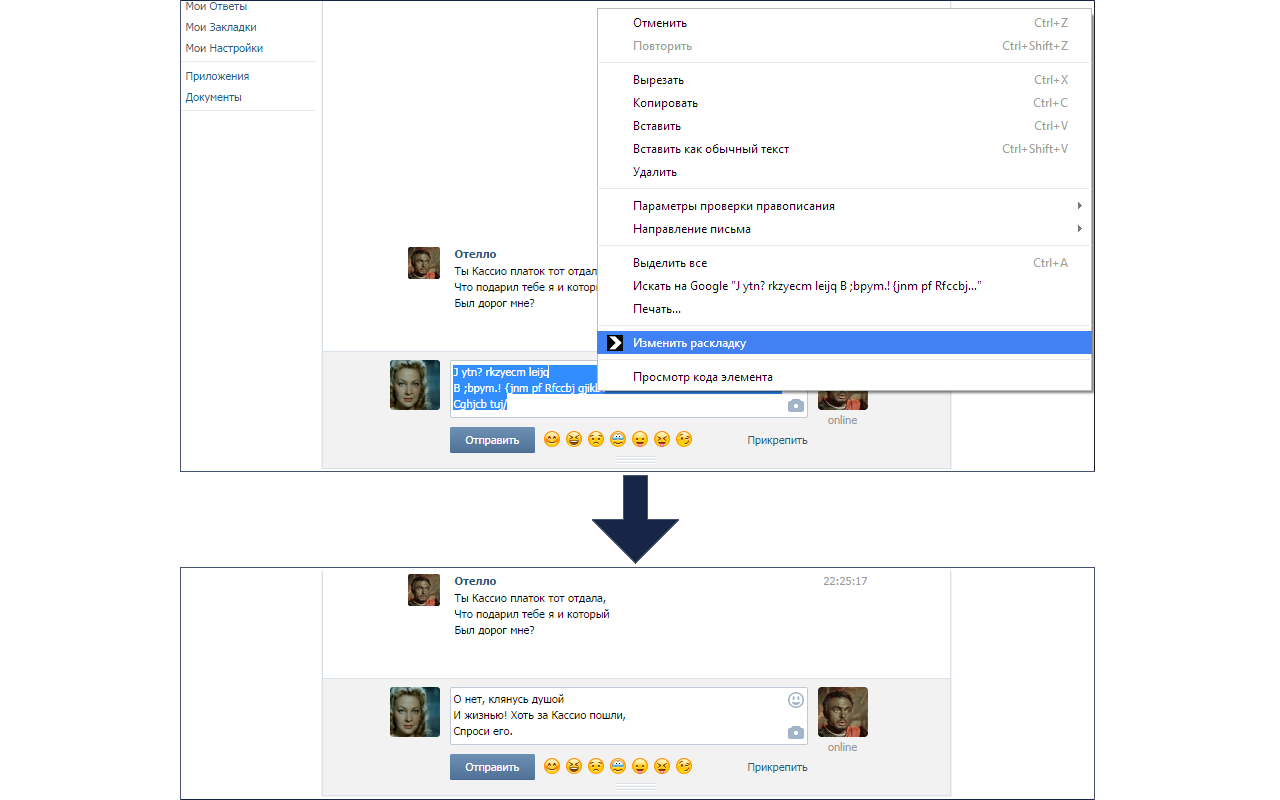 Мои Ответы
Мои Закладки
Мои Настройки
Приложения
Документы
Отменить Ctrl+Z
Повторить Ctrl+Shift+Z
Вырезать Ctrl+X
Копировать Ctrl+C
Вставить Ctrl+V
Вставить как обычный текст Ctrl+Shift+V
Удалить
Параметры проверки правописания
Направление письма
Выделить все Ctrl+A
Искать на Google "J ytn? rkzyecm leijq B ;bpym.! {jnm pf Rfccbj..."
Печать...
Изменить раскладку
Просмотр кода элемента
Отелло
Ты Кассио платок тот отдала
Что подарил тебе я и которы
Был дорог мне?
J ytn? rkzyecm leijq
B ;bpym.! {jnm pf Rfccbj gjikb
Cghjcb tuj/
online
Отправить
Прикрепить
Отелло 22:25:17
Ты Кассио платок тот отдала,
Что подарил тебе я и который
Был дорог мне?
О нет, клянусь душой
И жизнью! Хоть за Кассио пошли,
Спроси его.
online
Отправить
Прикрепить